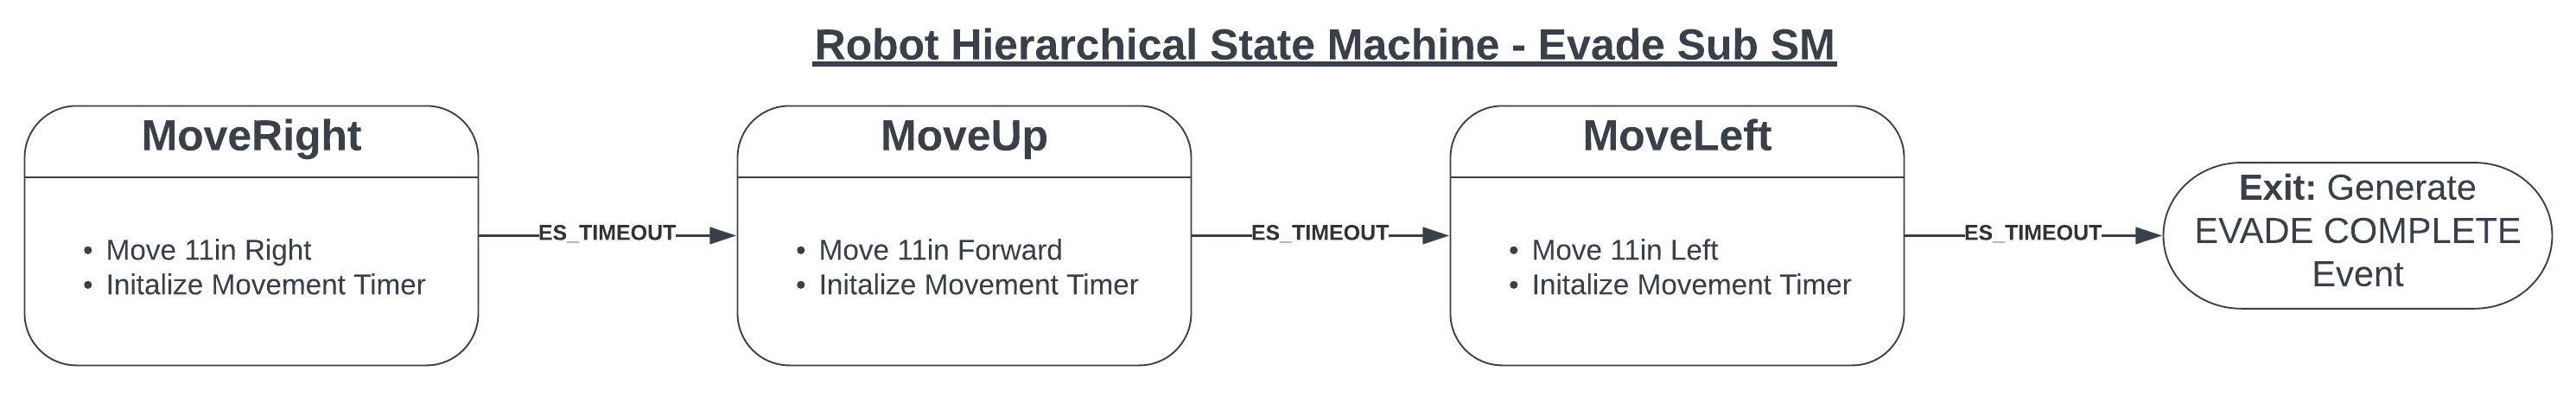 Robot Hierarchical State Machine - Evade Sub SM
MoveRight
• Move 11in Right
• Initalize Movement Timer
ES_TIMEOUT
MoveUp
• Move 11in Forward
• Initalize Movement Timer
ES_TIMEOUT
MoveLeft
• Move 11in Left
• Initalize Movement Timer
ES_TIMEOUT
Exit: Generate
EVADE COMPLETE
Event